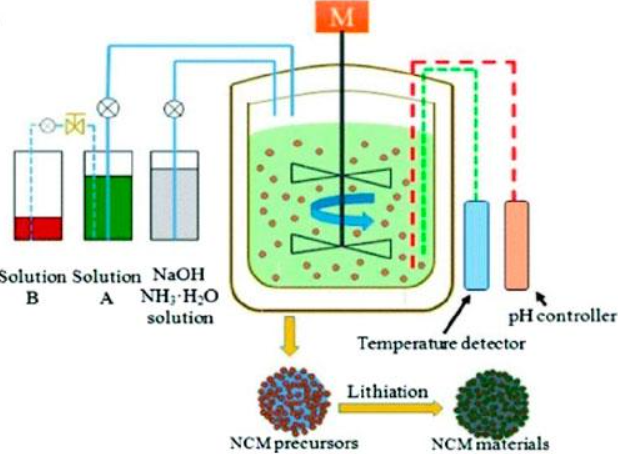 M
Solution
B
Solution
A
NaOH
NH₃·H₂O
solution
Temperature detector
pH controller
Lithiation
NCM precursors
NCM materials